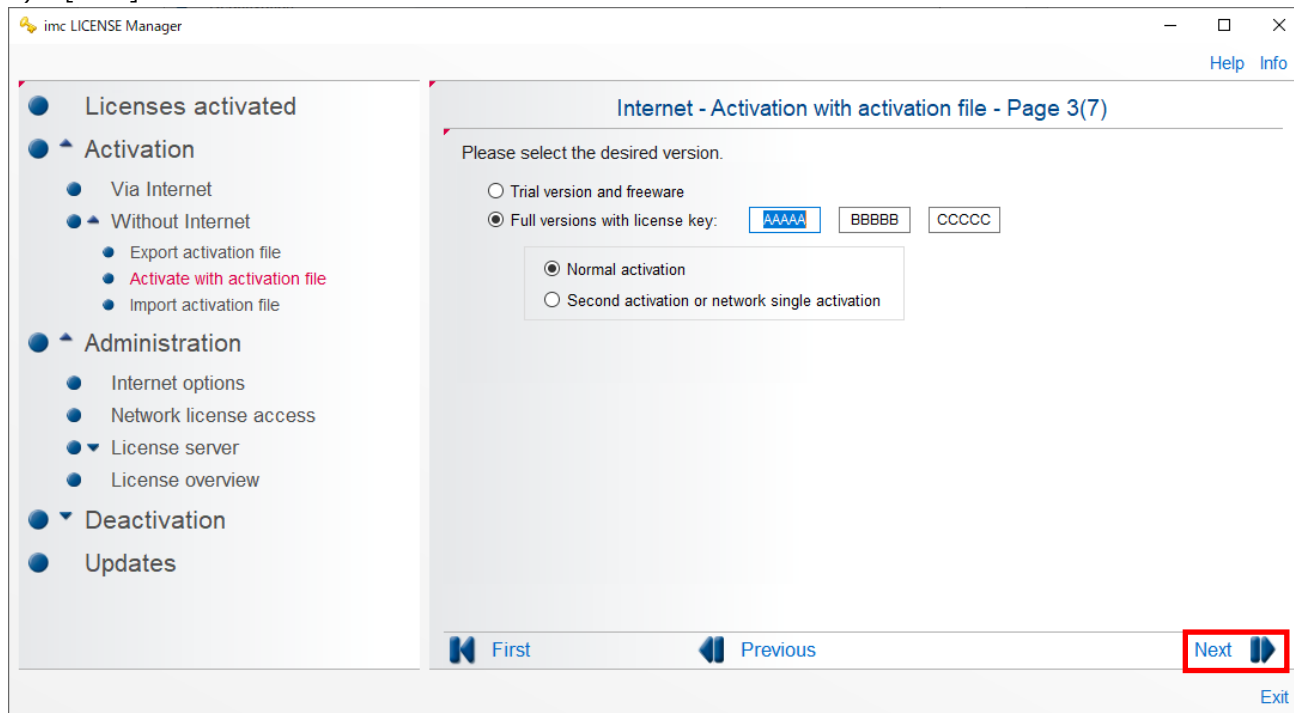 imc LICENSE Manager
Help Info
Licenses activated
Activation
Via Internet
Without Internet
Export activation file
Activate with activation file
Import activation file
Administration
Internet options
Network license access
License server
License overview
Deactivation
Updates
Internet - Activation with activation file - Page 3(7)
Please select the desired version.
Trial version and freeware
Full versions with license key: AAAAA BBBBB CCCCC
Normal activation
Second activation or network single activation
First Previous Next
Exit